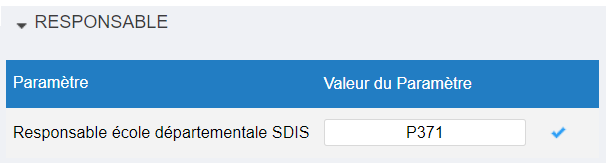 RESPONSABLE
Paramètre Valeur du Paramètre
Responsable école départementale SDIS P371